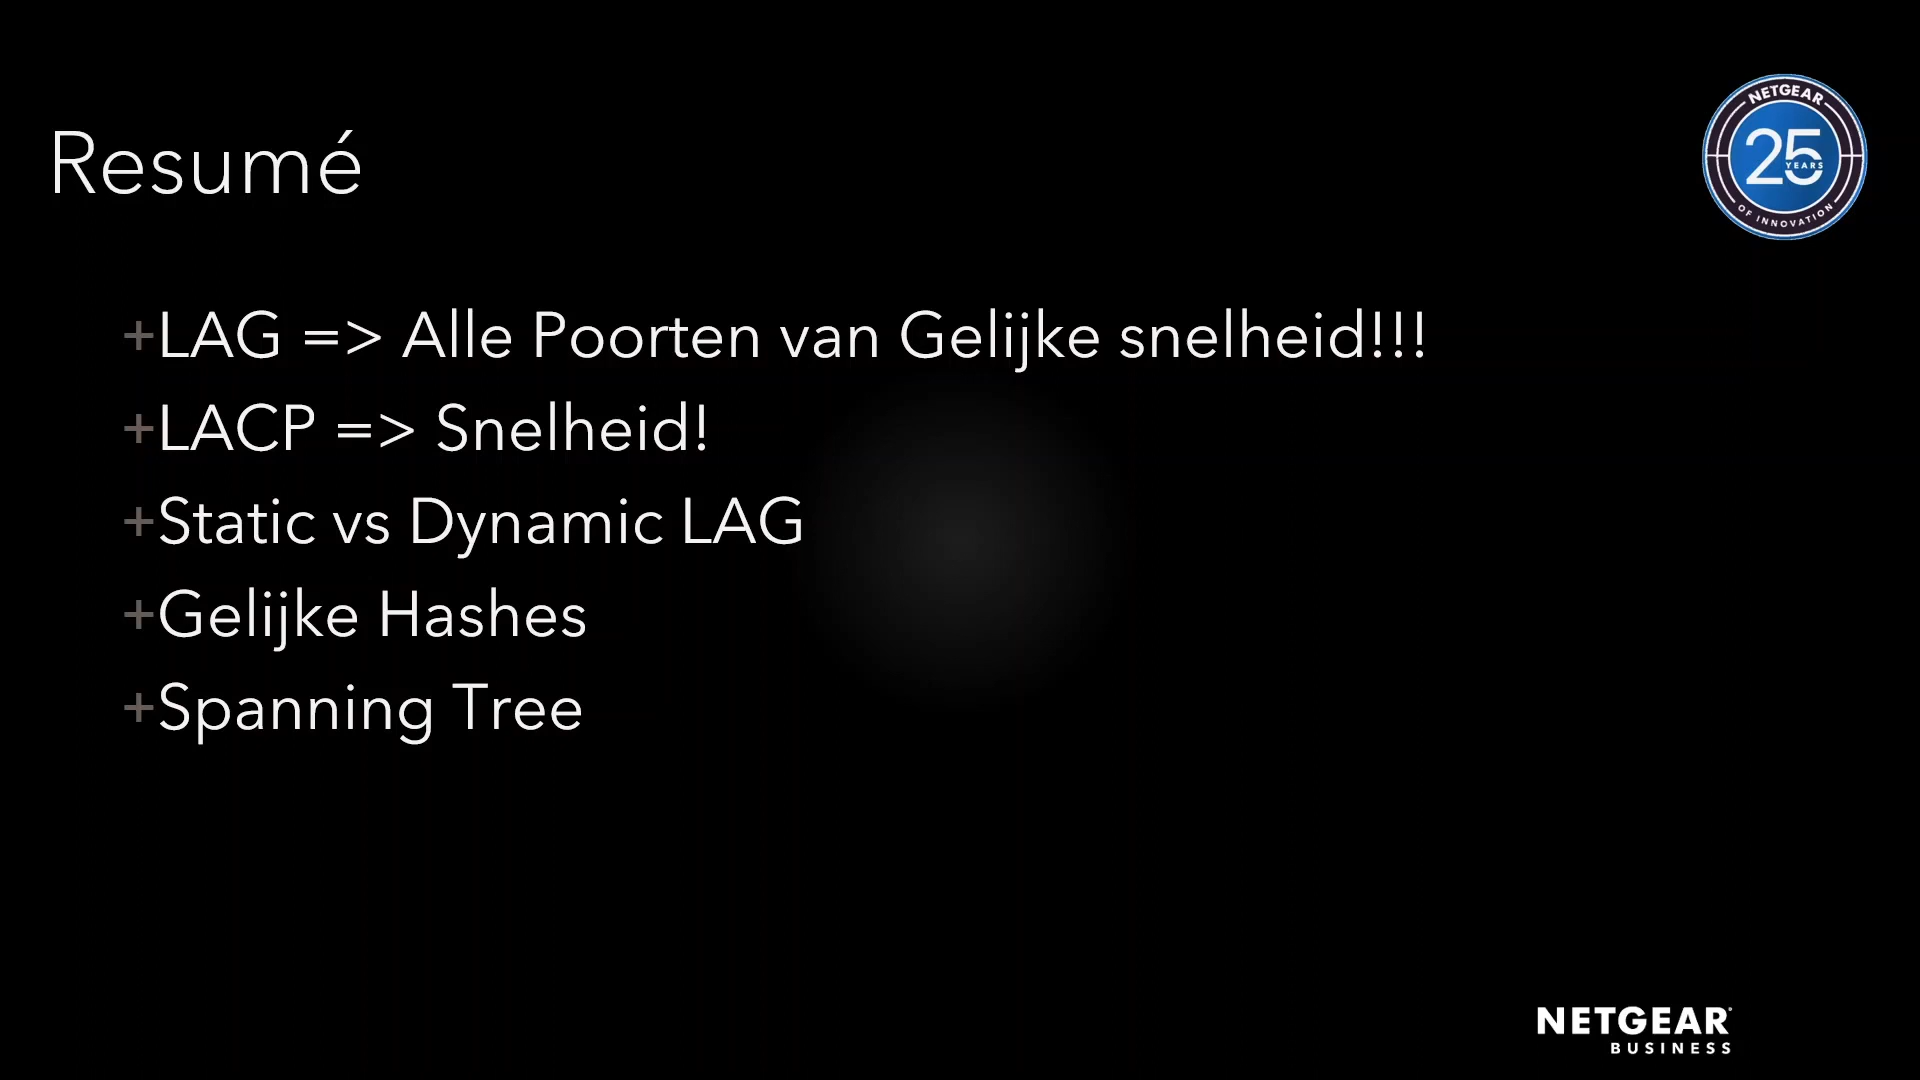 Resumé
NETGEAR
25
YEARS
OF INNOVATION
+LAG => Alle Poorten van Gelijke snelheid!!!
+LACP => Snelheid!
+Static vs Dynamic LAG
+Gelijke Hashes
+Spanning Tree
NETGEAR
BUSINESS